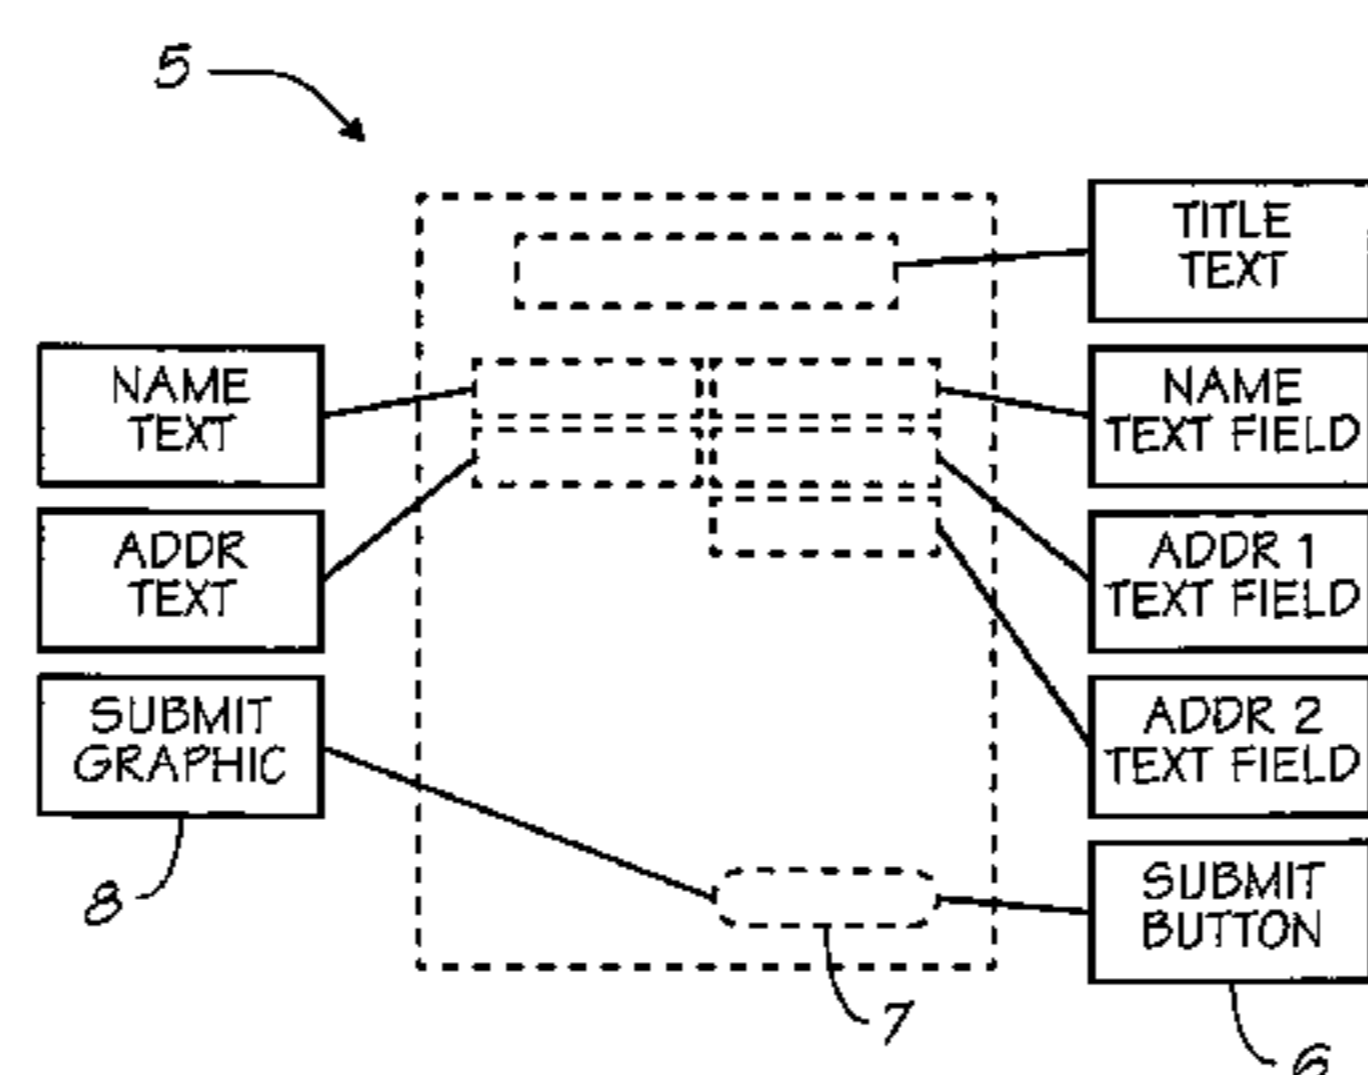 5
TITLE
TEXT
NAME
TEXT
NAME
TEXT FIELD
ADDR
TEXT
ADDR 1
TEXT FIELD
SUBMIT
GRAPHIC
ADDR 2
TEXT FIELD
8
SUBMIT
BUTTON
7
6